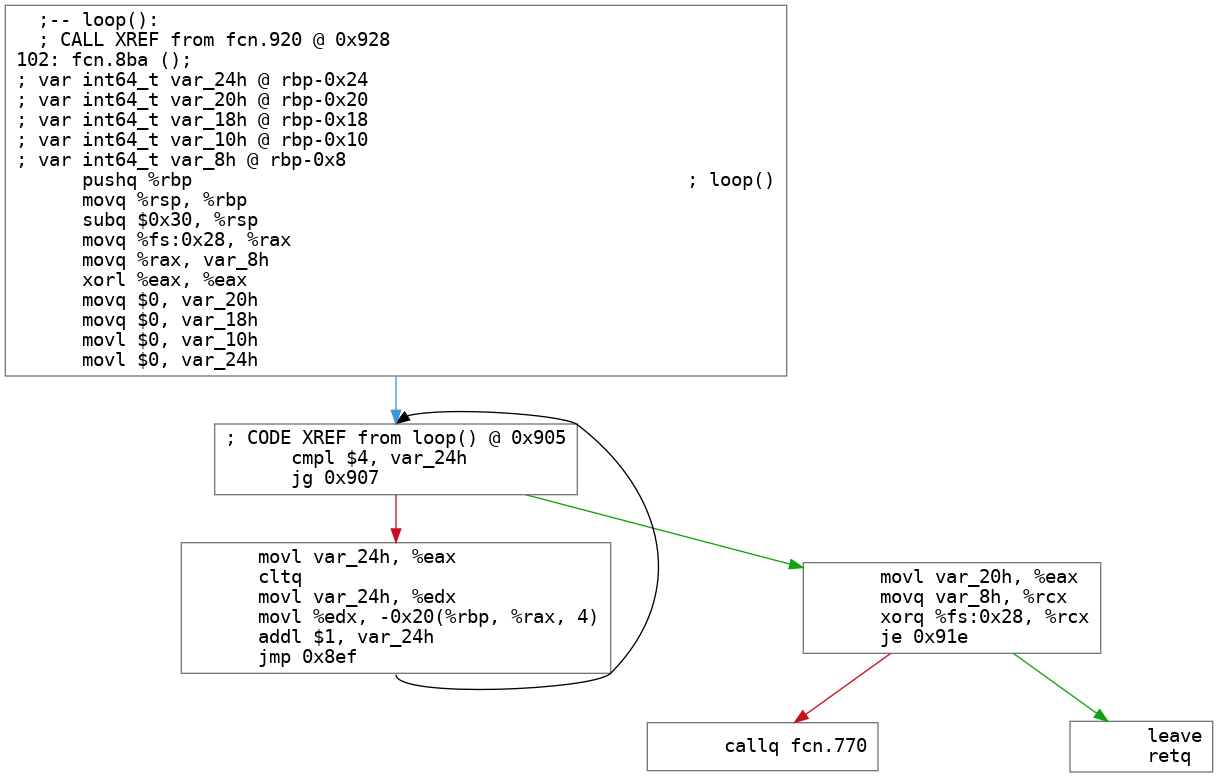 ;-- loop():
; CALL XREF from fcn.920 @ 0x928
102: fcn.8ba ();
; var int64_t var_24h @ rbp-0x24
; var int64_t var_20h @ rbp-0x20
; var int64_t var_18h @ rbp-0x18
; var int64_t var_10h @ rbp-0x10
; var int64_t var_8h @ rbp-0x8
pushq %rbp ; loop()
movq %rsp, %rbp
subq $0x30, %rsp
movq %fs:0x28, %rax
movq %rax, var_8h
xorl %eax, %eax
movq $0, var_20h
movq $0, var_18h
movl $0, var_10h
movl $0, var_24h
; CODE XREF from loop() @ 0x905
cmpl $4, var_24h
jg 0x907
movl var_24h, %eax
cltq
movl var_24h, %edx
movl %edx, -0x20(%rbp, %rax, 4)
addl $1, var_24h
jmp 0x8ef
movl var_20h, %eax
movq var_8h, %rcx
xorq %fs:0x28, %rcx
je 0x91e
callq fcn.770
leave
retq